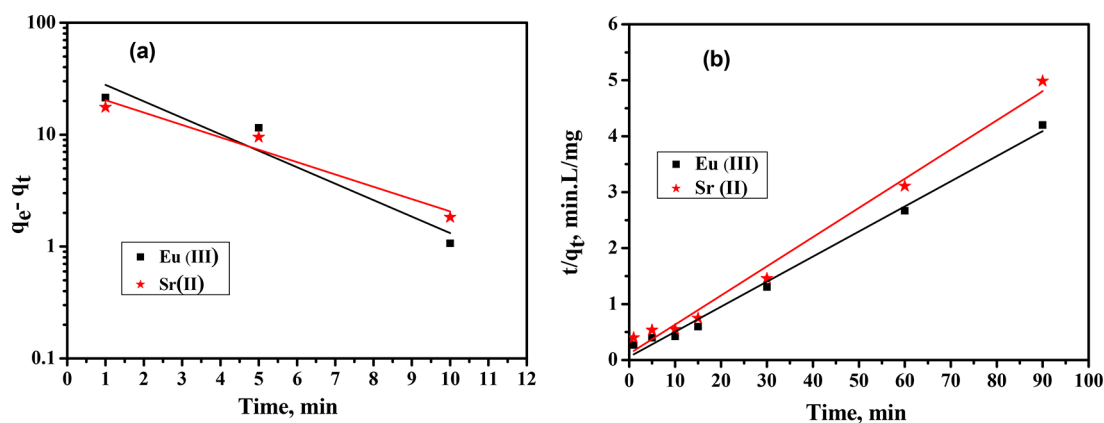 (a)
100
10
1
0.1
qe- qt
Eu (III)
Sr(II)
0 1 2 3 4 5 6 7 8 9 10 11 12
Time, min
(b)
6
5
4
3
2
1
0
t/qt, min.L/mg
Eu (III)
Sr (II)
0 10 20 30 40 50 60 70 80 90 100
Time, min